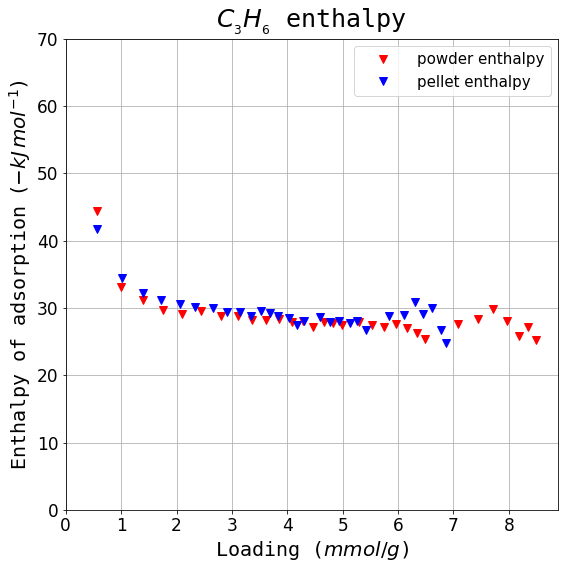 C₃H₆ enthalpy
powder enthalpy
pellet enthalpy
Enthalpy of adsorption (−kJ mol⁻¹)
70
60
50
40
30
20
10
0
0 1 2 3 4 5 6 7 8
Loading (mmol/g)